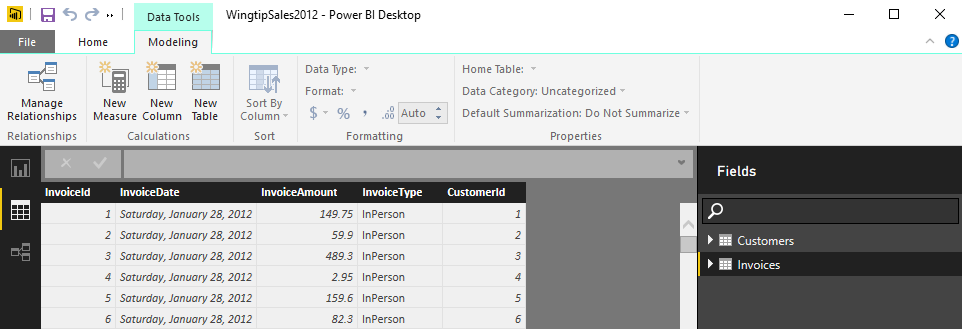 Data Tools
WingtipSales2012 - Power BI Desktop
File Home Modeling
Data Type:
Home Table:
Format:
Data Category: Uncategorized
$ % , .00 Auto
Default Summarization: Do Not Summarize
Manage Relationships
New Measure
New Column
New Table
Sort By Column
Relationships Calculations Sort Formatting Properties
Fields
InvoiceId InvoiceDate InvoiceAmount InvoiceType CustomerId
1 Saturday, January 28, 2012 149.75 InPerson 1
2 Saturday, January 28, 2012 59.9 InPerson 2
3 Saturday, January 28, 2012 489.3 InPerson 3
4 Saturday, January 28, 2012 2.95 InPerson 4
5 Saturday, January 28, 2012 159.6 InPerson 5
6 Saturday, January 28, 2012 82.3 InPerson 6
Customers
Invoices